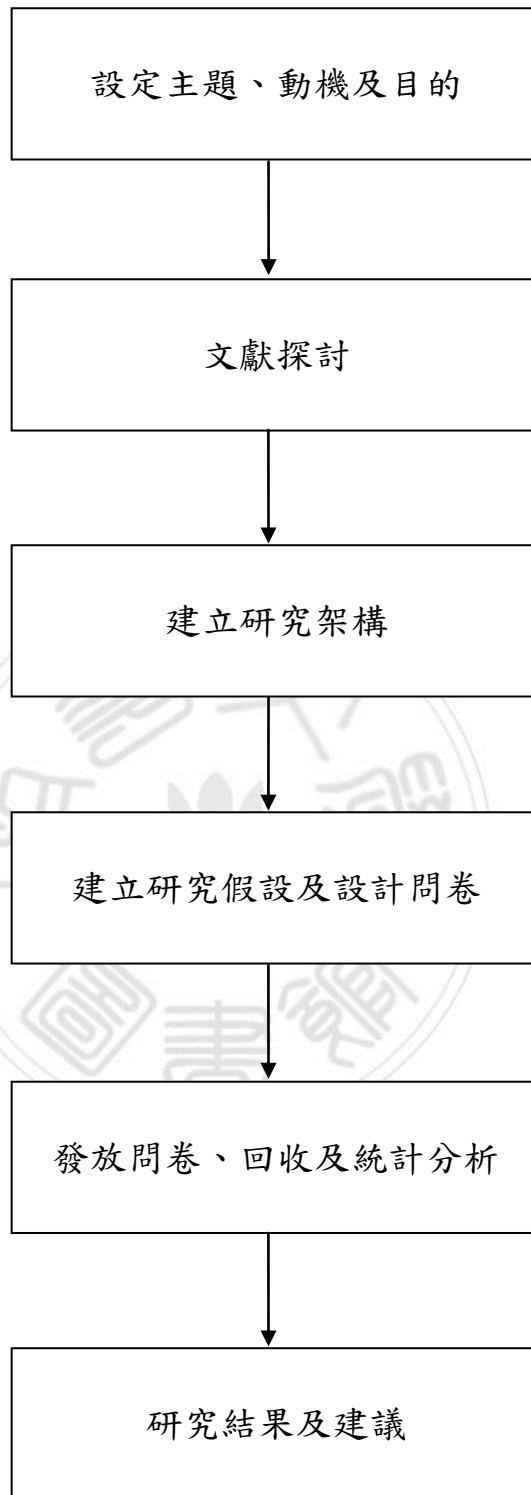 設定主題、動機及目的
文獻探討
建立研究架構
建立研究假設及設計問卷
發放問卷、回收及統計分析
研究結果及建議